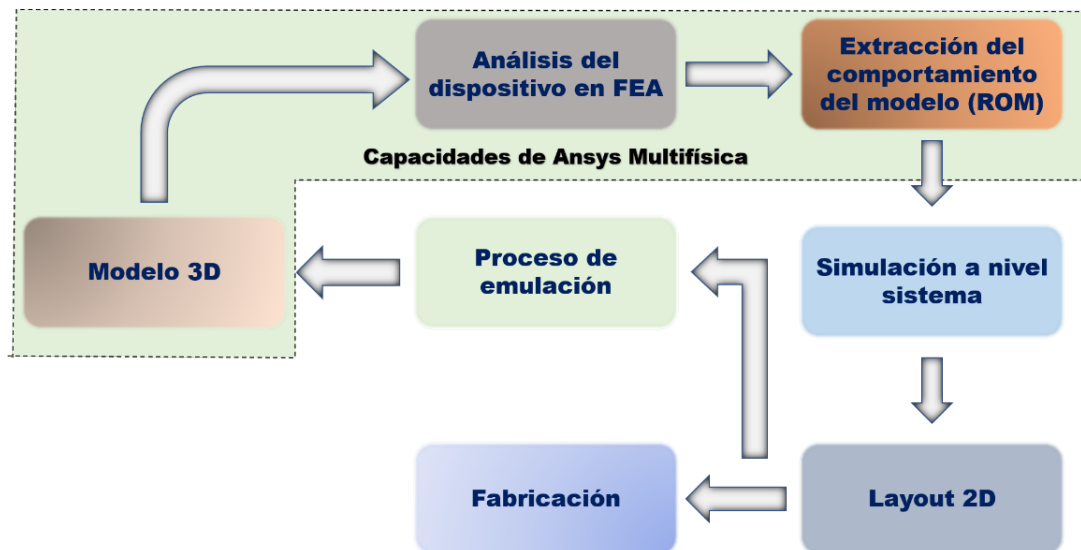 Análisis del
dispositivo en FEA
Extracción del
comportamiento
del modelo (ROM)
Capacidades de Ansys Multifísica
Modelo 3D
Proceso de
emulación
Simulación a nivel
sistema
Fabricación
Layout 2D